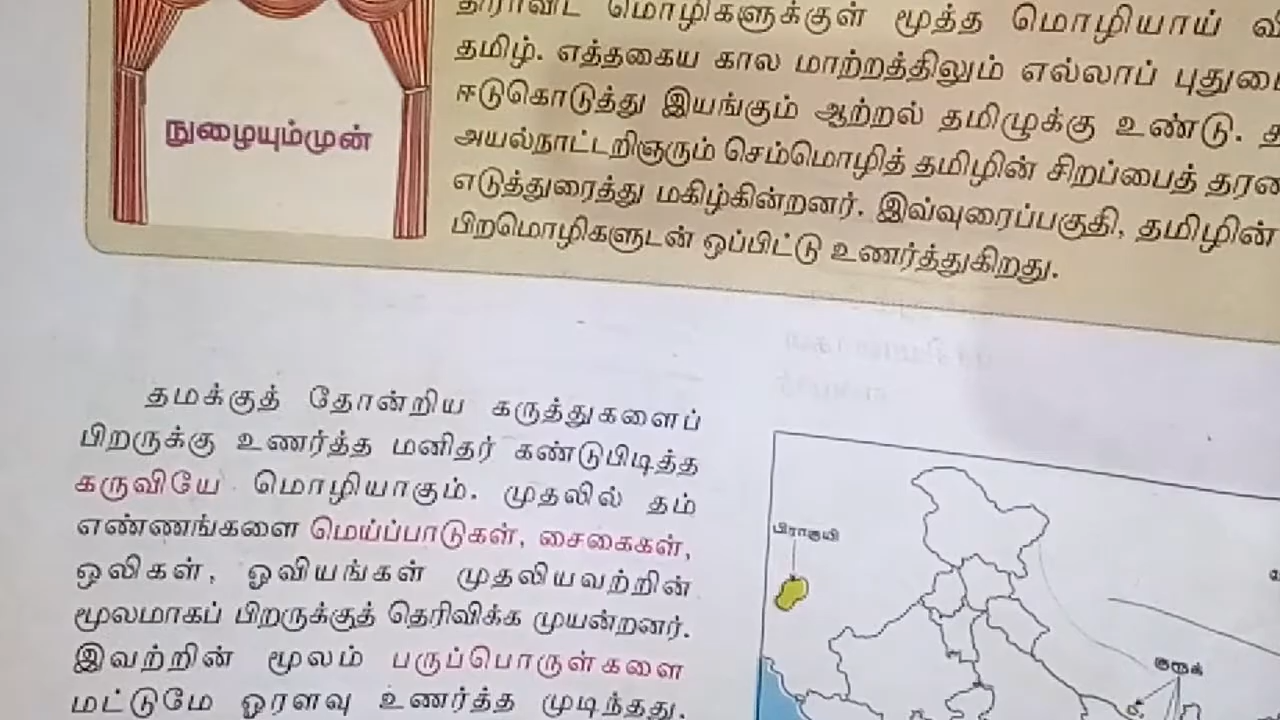 நுழையும்முன்
திராவிட மொழிகளுக்குள் மூத்த மொழியாய்
தமிழ். எத்தகைய கால மாற்றத்திலும் எல்லாப்
ஈடுகொடுத்து இயங்கும் ஆற்றல் தமிழுக்கு உண்டு.
அயல்நாட்டறிஞரும் செம்மொழித் தமிழின் சிறப்பைத்
எடுத்துரைத்து மகிழ்கின்றனர். இவ்வுரைப்பகுதி, தமிழின்
பிறமொழிகளுடன் ஒப்பிட்டு உணர்த்துகிறது.
தமக்குத் தோன்றிய கருத்துகளைப்
பிறருக்கு உணர்த்த மனிதர் கண்டுபிடித்த
கருவியே மொழியாகும். முதலில் தம்
எண்ணங்களை மெய்ப்பாடுகள், சைகைகள்,
ஒலிகள், ஓவியங்கள் முதலியவற்றின்
மூலமாகப் பிறருக்குத் தெரிவிக்க முயன்றனர்.
இவற்றின் மூலம் பருப்பொருள்களை
மட்டுமே ஓரளவு உணர்த்த முடிந்தது.
பிராகுயி
குறுக்